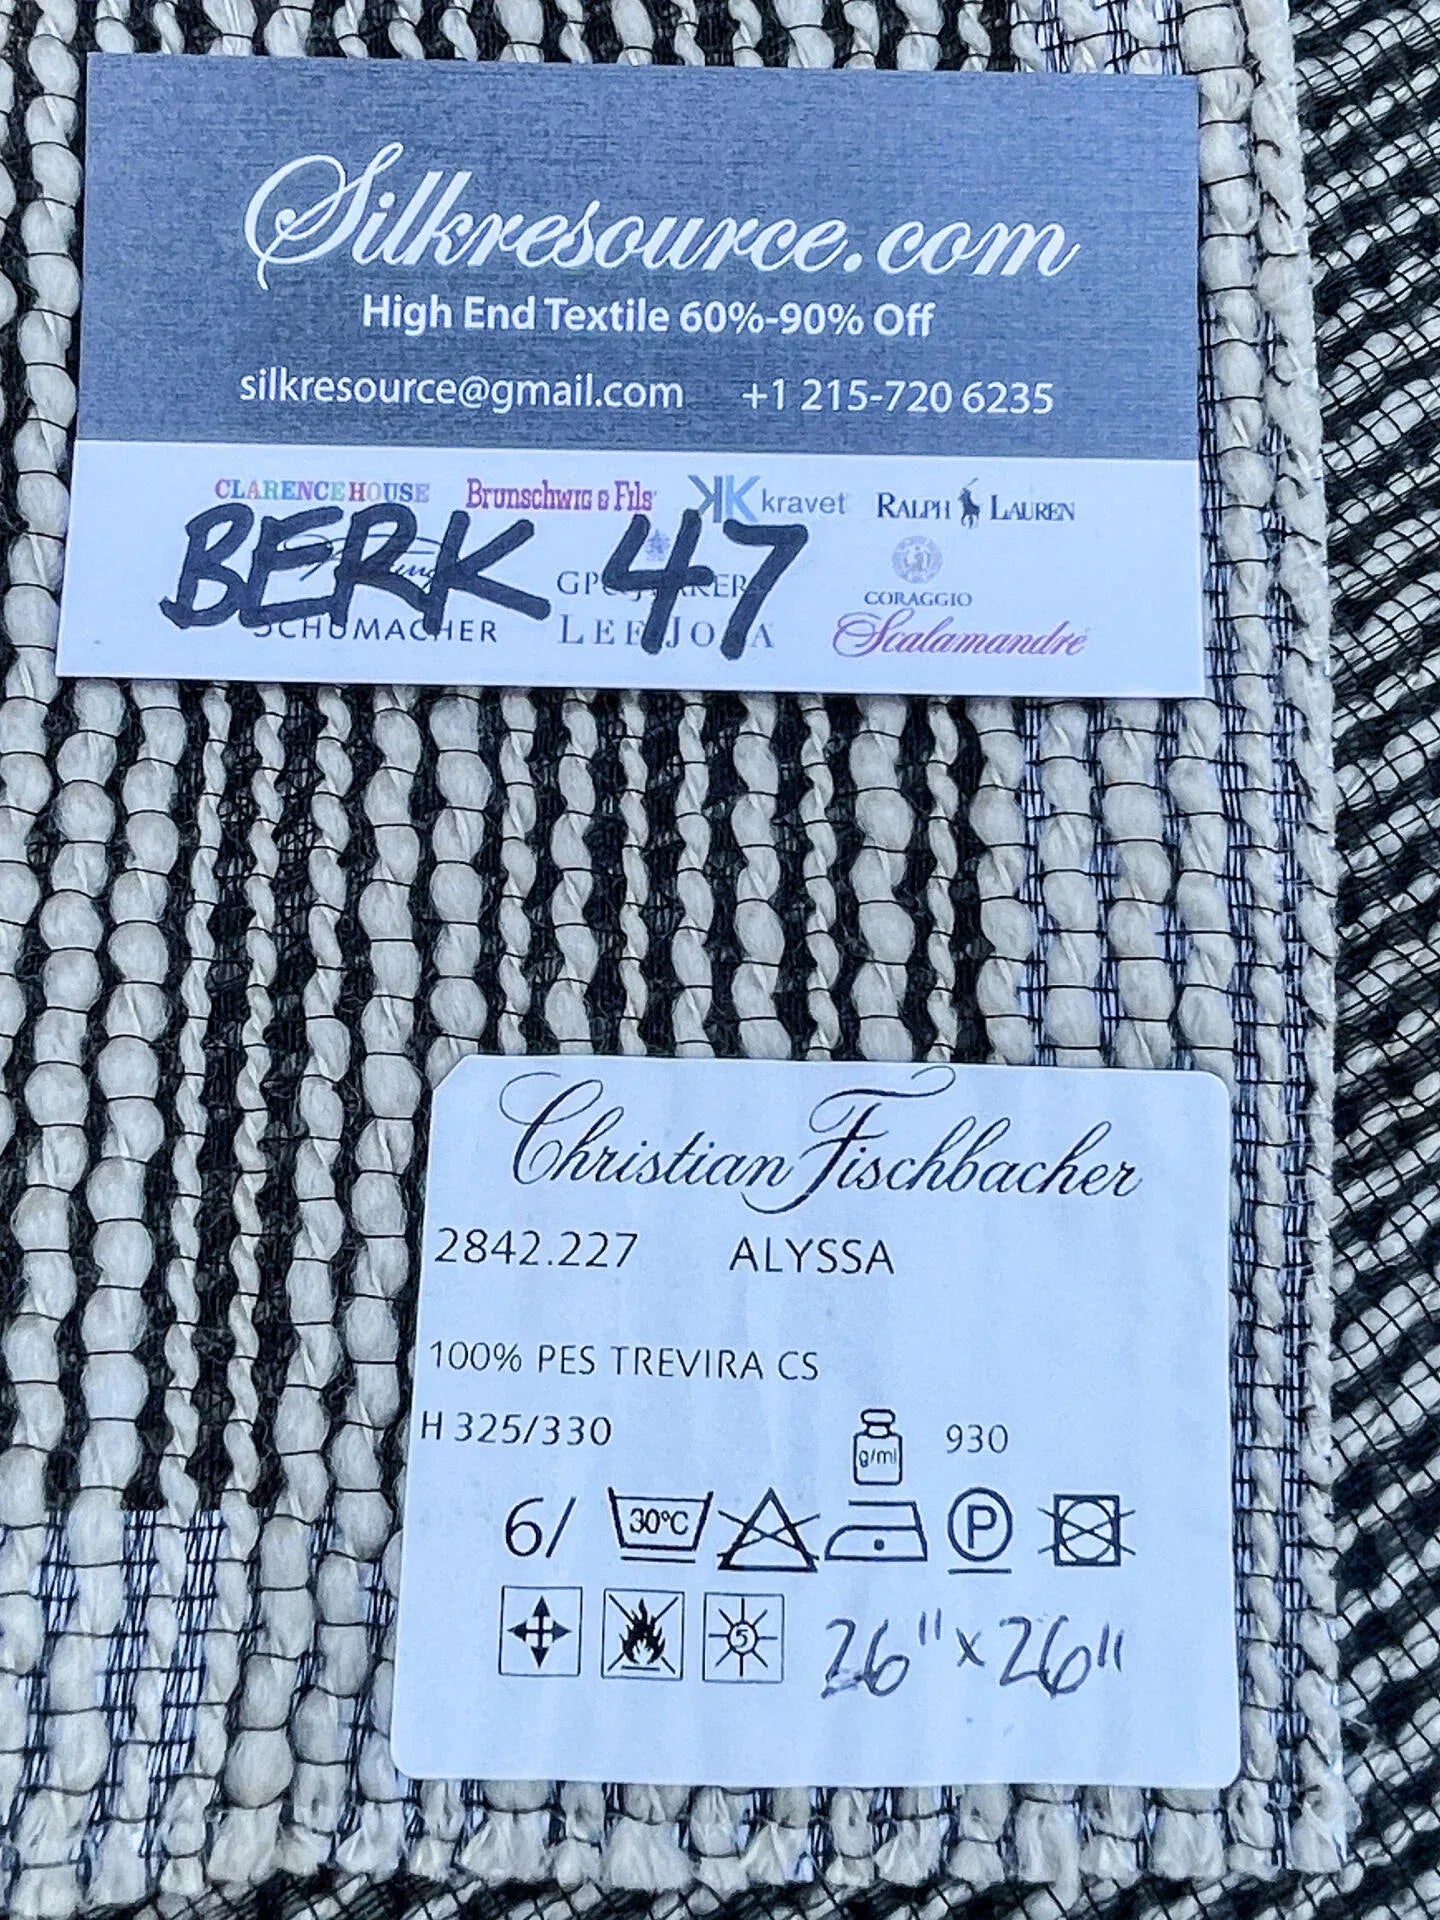 Silkresource.com
High End Textile 60%-90% Off
silkresource@gmail.com +1 215-720 6235
CLARENCE HOUSE BRUNSCHWIG & FILS kravet RALPH LAUREN
BERK 47
CORAGGIO
SCHUMACHER LEE JOFA Scalamandré
Christian Fischbacher
2842.227 ALYSSA
100% PES TREVIRA CS
H 325/330 g/ml 930
6/ 30°C P
5 26" x 26"